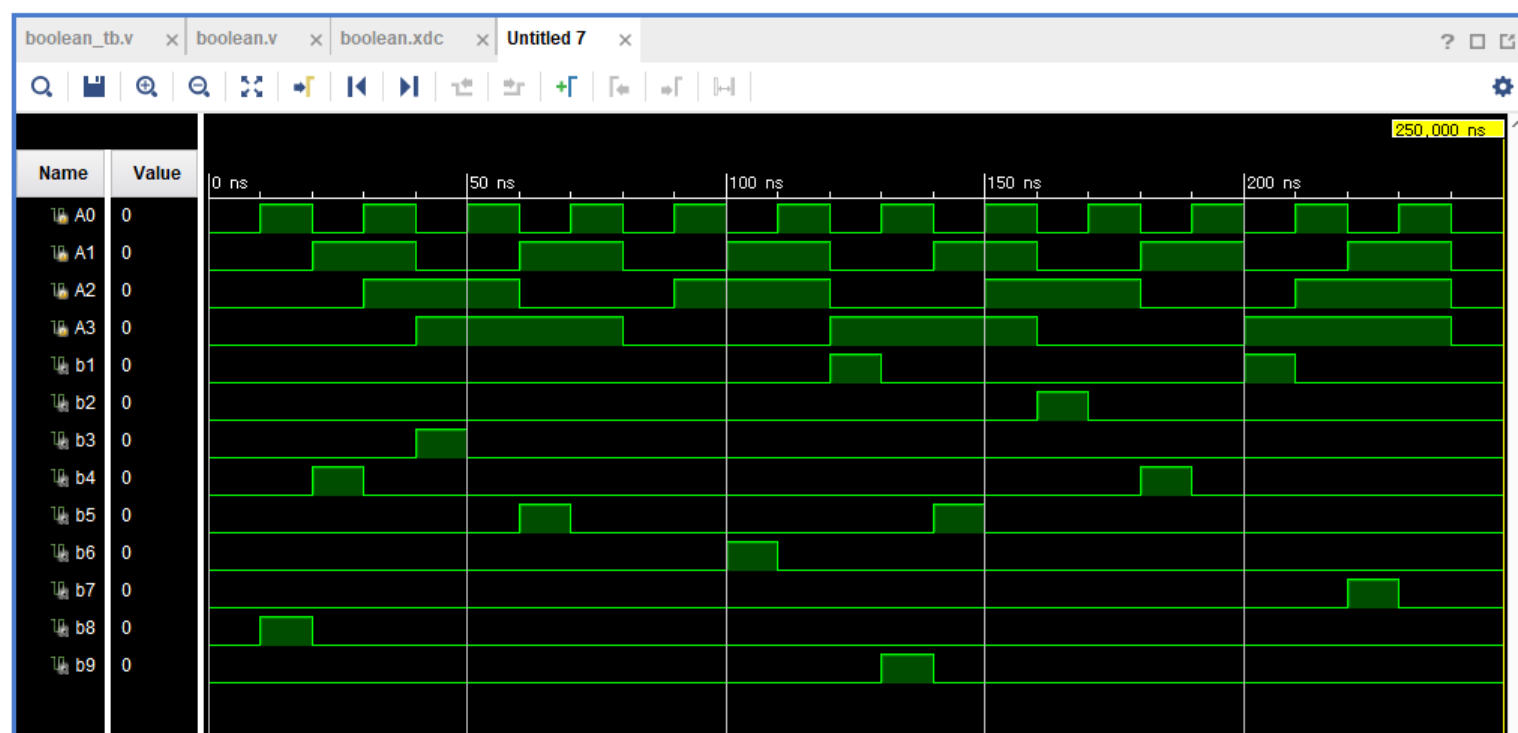 boolean_tb.v × boolean.v × boolean.xdc × Untitled 7 ×
?
250,000 ns
Name Value
0 ns 50 ns 100 ns 150 ns 200 ns
A0 0
A1 0
A2 0
A3 0
b1 0
b2 0
b3 0
b4 0
b5 0
b6 0
b7 0
b8 0
b9 0